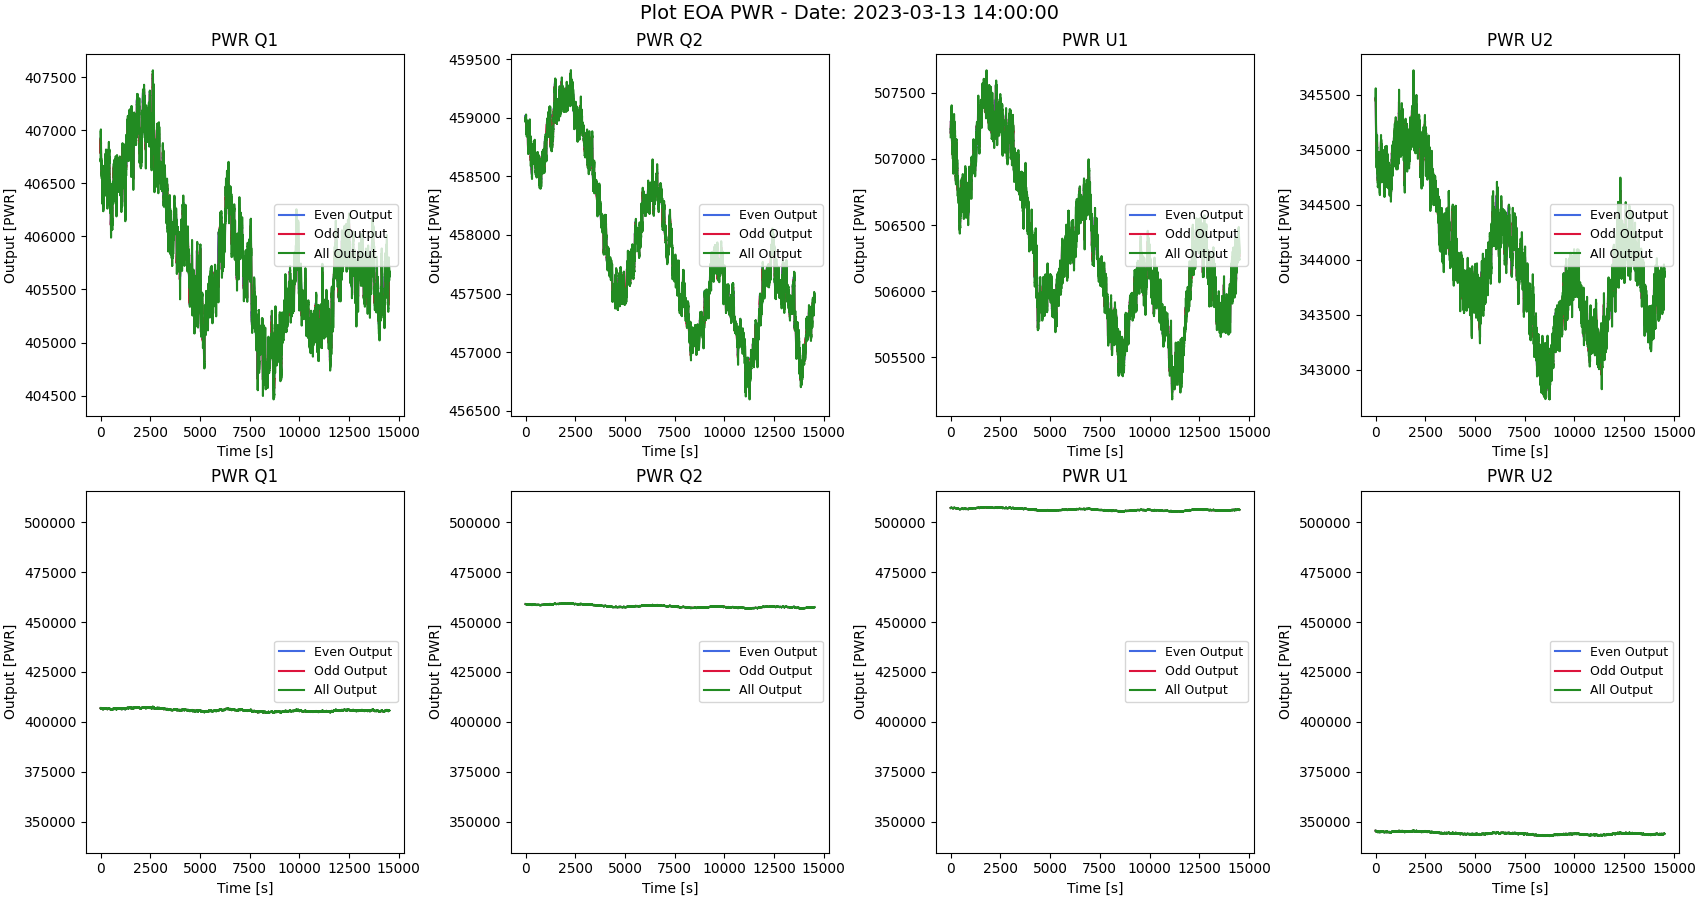 Plot EOA PWR - Date: 2023-03-13 14:00:00
PWR Q1
Output [PWR]
407500
407000
406500
406000
405500
405000
404500
Even Output
Odd Output
All Output
0 2500 5000 7500 10000 12500 15000
Time [s]
PWR Q2
Output [PWR]
459500
459000
458500
458000
457500
457000
456500
Even Output
Odd Output
All Output
0 2500 5000 7500 10000 12500 15000
Time [s]
PWR U1
Output [PWR]
507500
507000
506500
506000
505500
Even Output
Odd Output
All Output
0 2500 5000 7500 10000 12500 15000
Time [s]
PWR U2
Output [PWR]
345500
345000
344500
344000
343500
343000
Even Output
Odd Output
All Output
0 2500 5000 7500 10000 12500 15000
Time [s]
PWR Q1
Output [PWR]
500000
475000
450000
425000
400000
375000
350000
Even Output
Odd Output
All Output
0 2500 5000 7500 10000 12500 15000
Time [s]
PWR Q2
Output [PWR]
500000
475000
450000
425000
400000
375000
350000
Even Output
Odd Output
All Output
0 2500 5000 7500 10000 12500 15000
Time [s]
PWR U1
Output [PWR]
500000
475000
450000
425000
400000
375000
350000
Even Output
Odd Output
All Output
0 2500 5000 7500 10000 12500 15000
Time [s]
PWR U2
Output [PWR]
500000
475000
450000
425000
400000
375000
350000
Even Output
Odd Output
All Output
0 2500 5000 7500 10000 12500 15000
Time [s]